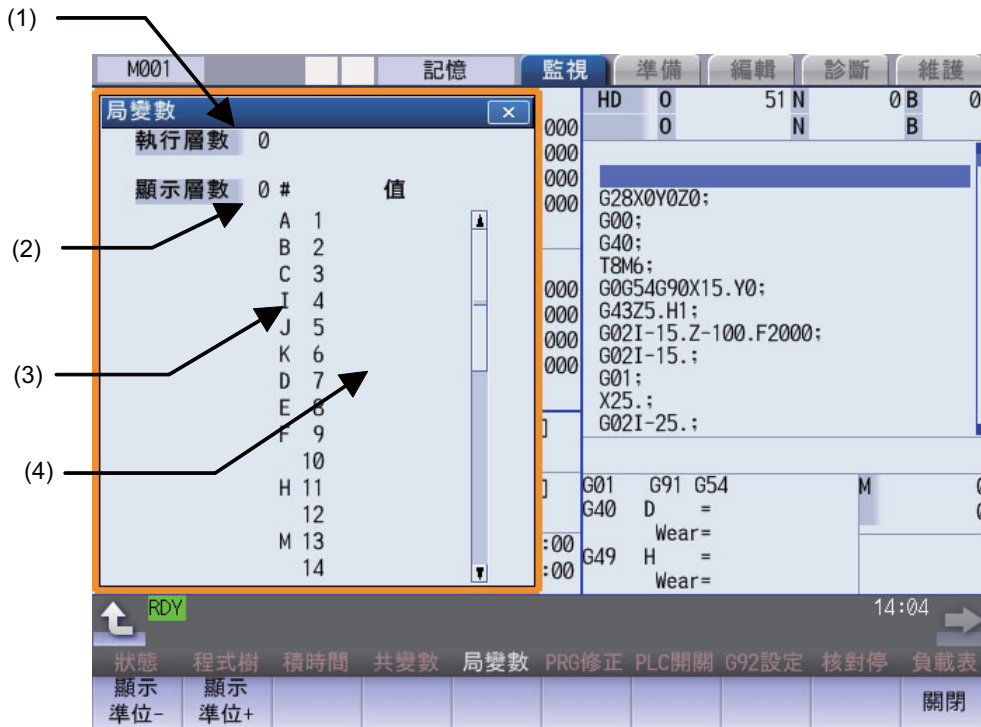 (1)
(2)
(3)
(4)
M001 記憶 監視 準備 編輯 診斷 維護
局變數 ×
執行層數 0
顯示層數 0 # 值
A 1
B 2
C 3
I 4
J 5
K 6
D 7
E 8
F 9
10
H 11
12
M 13
14
000
000
000
000
000
000
000
000
:00
:00
HD O 51 N 0 B 0
O N B
G28X0Y0Z0;
G00;
G40;
T8M6;
G0G54G90X15.Y0;
G43Z5.H1;
G02I-15.Z-100.F2000;
G02I-15.;
G01;
X25.;
G02I-25.;
G01 G91 G54 M 0
G40 D = 0
Wear=
G49 H =
Wear=
RDY 14:04
狀態 程式樹 積時間 共變數 局變數 PRG修正 PLC開關 G92設定 核對停 負載表
顯示 顯示
準位- 準位+ 關閉